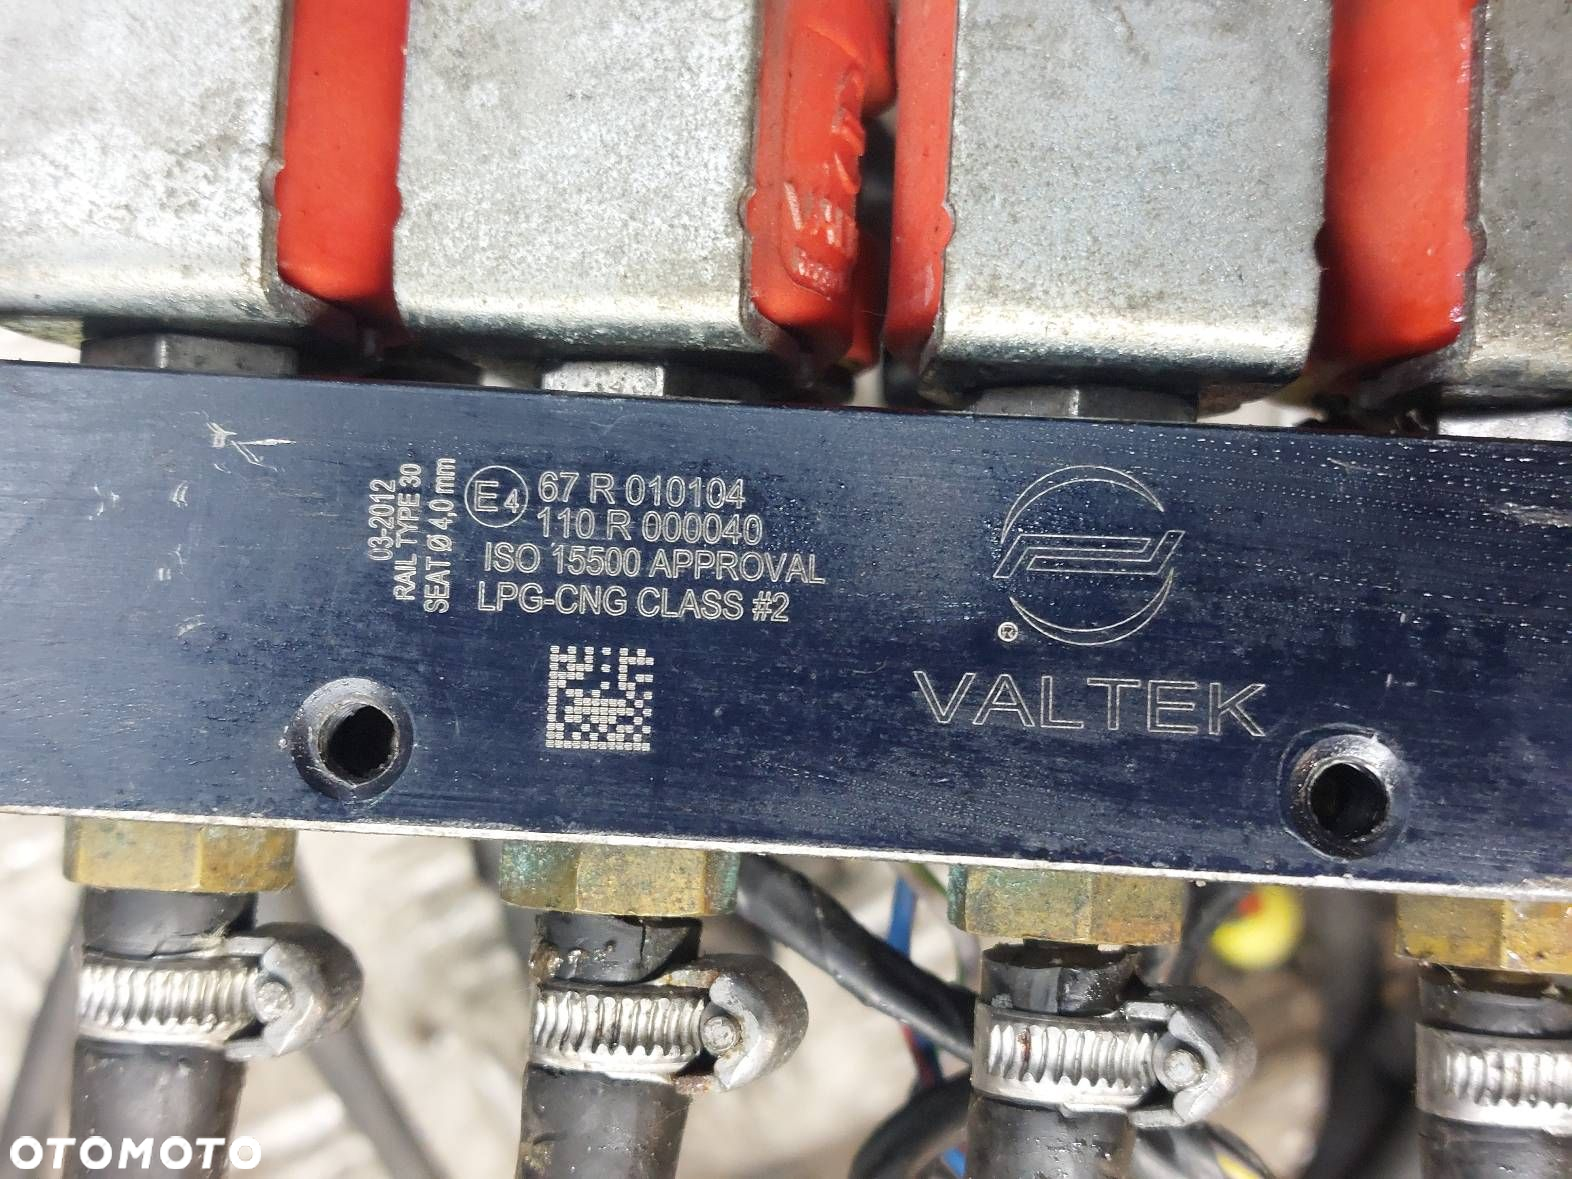 03-2012
RAIL TYPE 30
SEAT Ø 4,0 mm
E4
67 R 010104
110 R 000040
ISO 15500 APPROVAL
LPG-CNG CLASS #2
®
VALTEK
OTOMOTO